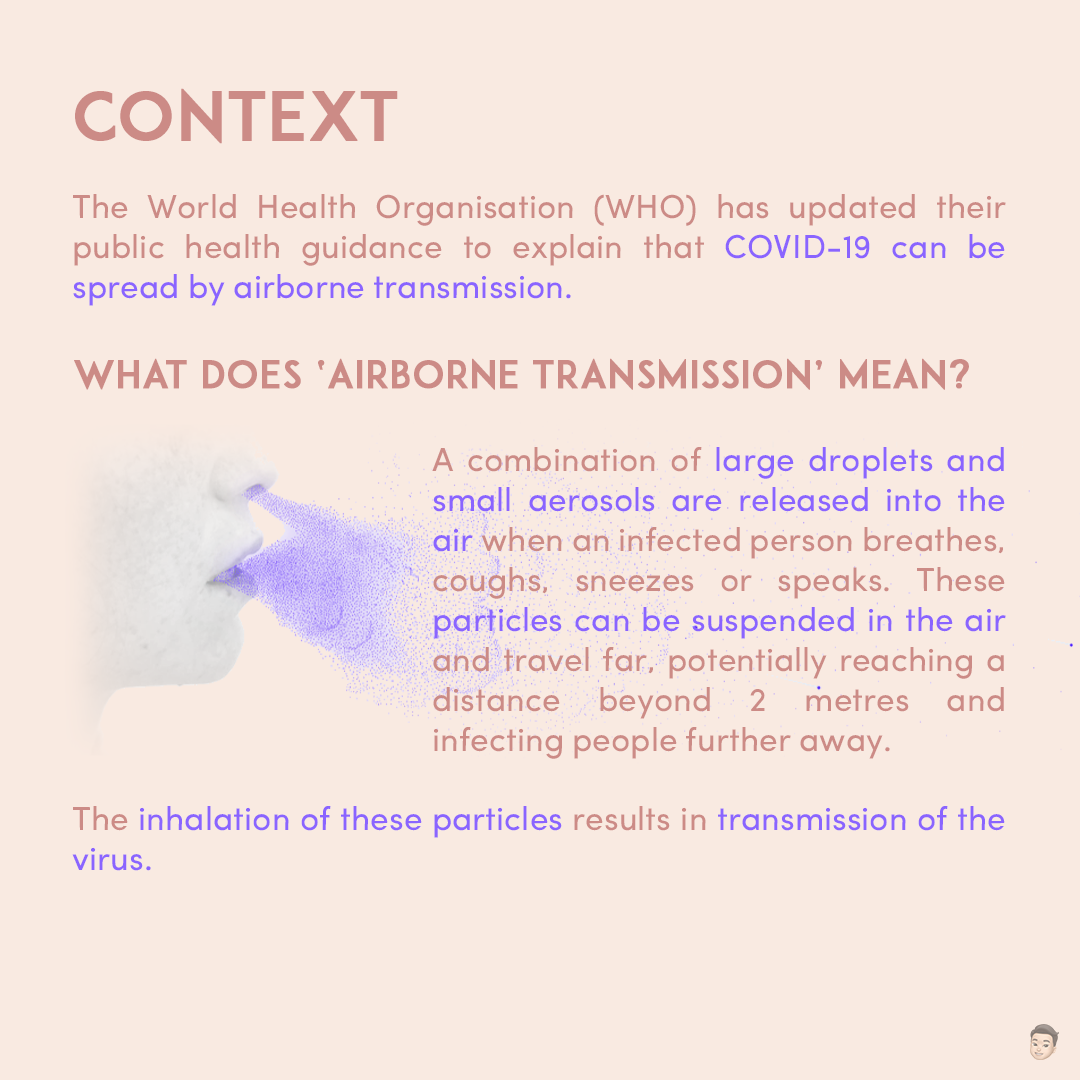 CONTEXT
The World Health Organisation (WHO) has updated their
public health guidance to explain that COVID-19 can be
spread by airborne transmission.
WHAT DOES ‘AIRBORNE TRANSMISSION’ MEAN?
A combination of large droplets and
small aerosols are released into the
air when an infected person breathes,
coughs, sneezes or speaks. These
particles can be suspended in the air
and travel far, potentially reaching a
distance beyond 2 metres and
infecting people further away.
The inhalation of these particles results in transmission of the
virus.